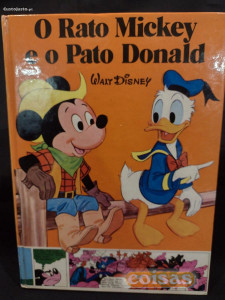 O Rato Mickey
e o Pato Donald
WALT DISNEY
coisas